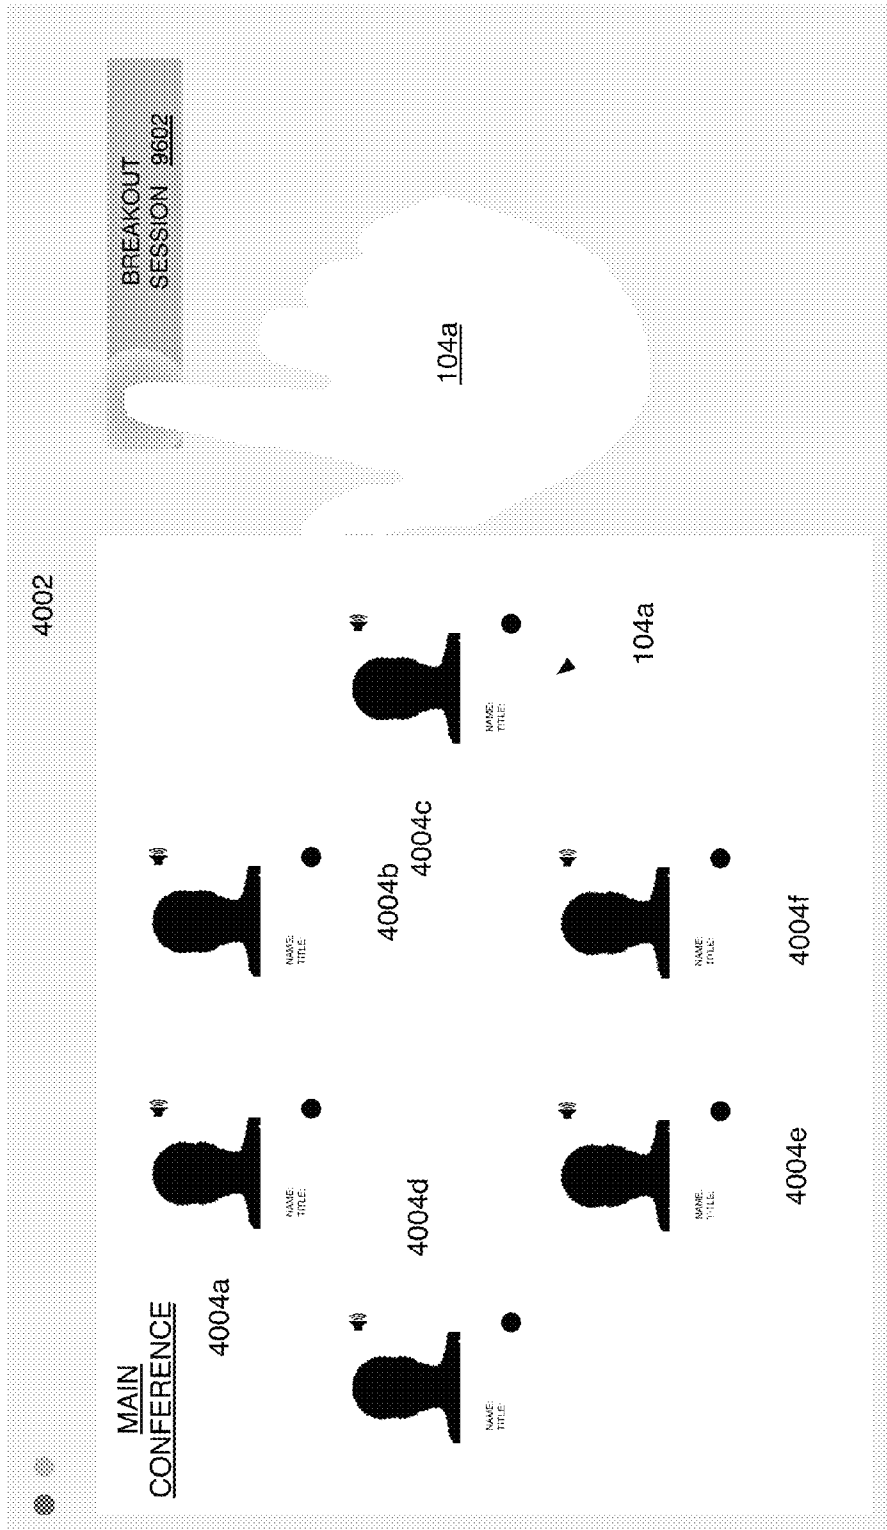 4002
MAIN
CONFERENCE
BREAKOUT
SESSION 9602
4004a
NAME:
TITLE:
NAME:
TITLE:
4004b
4004d
4004c
104a
NAME:
TITLE:
NAME:
TITLE:
104a
NAME:
TITLE:
NAME:
TITLE:
4004e
4004f